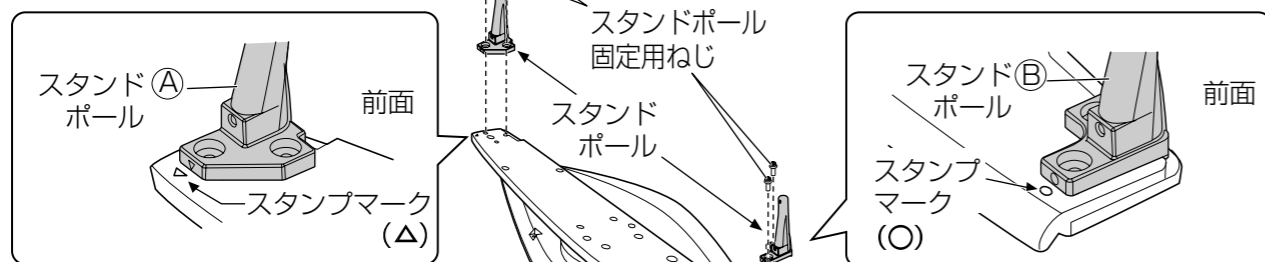 スタンドⒶ
ポール
前面
スタンプマーク
(△)
スタンドポール
固定用ねじ
スタンド
ポール
スタンドⒷ
ポール
前面
スタンプ
マーク
(○)